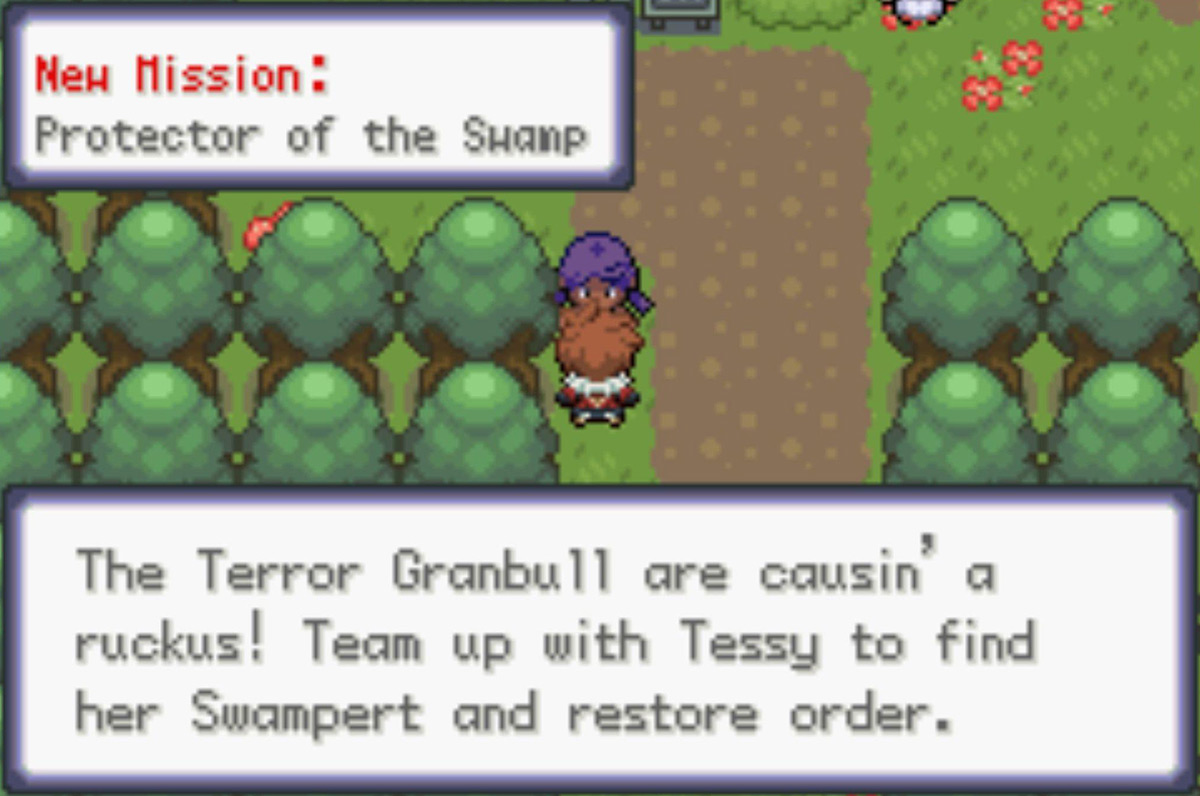 New Mission:
Protector of the Swamp
The Terror Granbull are causin' a
ruckus! Team up with Tessy to find
her Swampert and restore order.